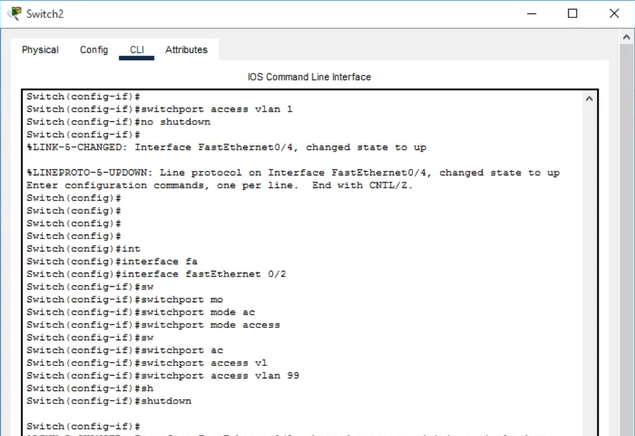 Switch2
Physical Config CLI Attributes
IOS Command Line Interface
Switch(config-if)#
Switch(config-if)#switchport access vlan 1
Switch(config-if)#no shutdown
Switch(config-if)#
%LINK-5-CHANGED: Interface FastEthernet0/4, changed state to up
%LINEPROTO-5-UPDOWN: Line protocol on Interface FastEthernet0/4, changed state to up
Enter configuration commands, one per line. End with CNTL/Z.
Switch(config)#
Switch(config)#
Switch(config)#
Switch(config)#
Switch(config)#int
Switch(config)#interface fa
Switch(config)#interface fastEthernet 0/2
Switch(config-if)#sw
Switch(config-if)#switchport mo
Switch(config-if)#switchport mode ac
Switch(config-if)#switchport mode access
Switch(config-if)#sw
Switch(config-if)#switchport ac
Switch(config-if)#switchport access vl
Switch(config-if)#switchport access vlan 99
Switch(config-if)#sh
Switch(config-if)#shutdown
Switch(config-if)#